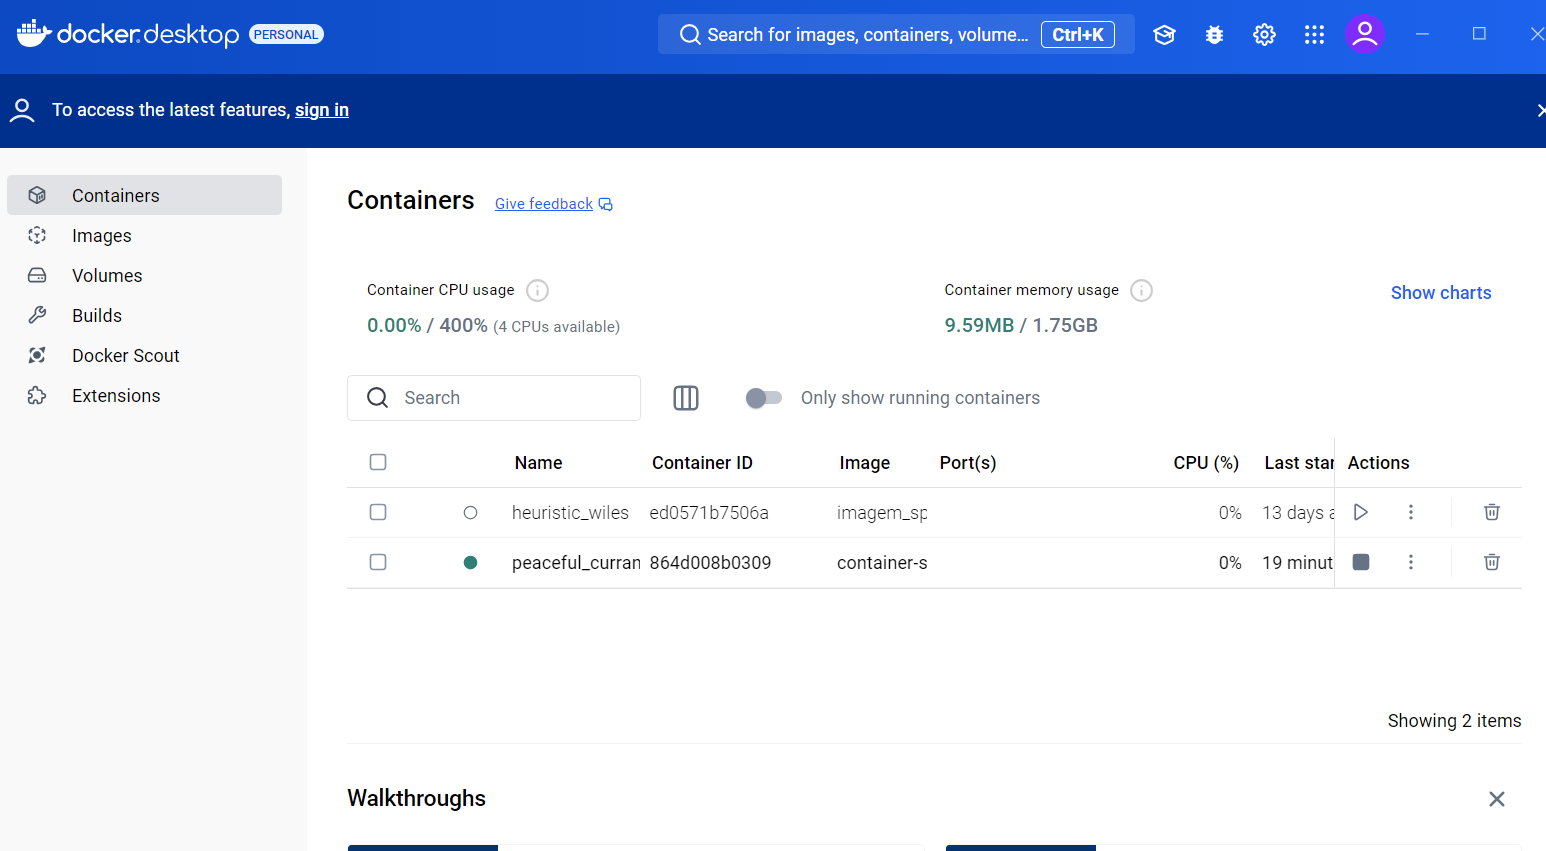 docker.desktop PERSONAL
Search for images, containers, volume... Ctrl+K
To access the latest features, sign in
Containers
Images
Volumes
Builds
Docker Scout
Extensions
Containers Give feedback
Container CPU usage
0.00% / 400% (4 CPUs available)
Container memory usage
9.59MB / 1.75GB
Show charts
Search
Only show running containers
Name Container ID Image Port(s) CPU (%) Last star Actions
heuristic_wiles ed0571b7506a imagem_sp 0% 13 days a
peaceful_curran 864d008b0309 container-s 0% 19 minut
Showing 2 items
Walkthroughs